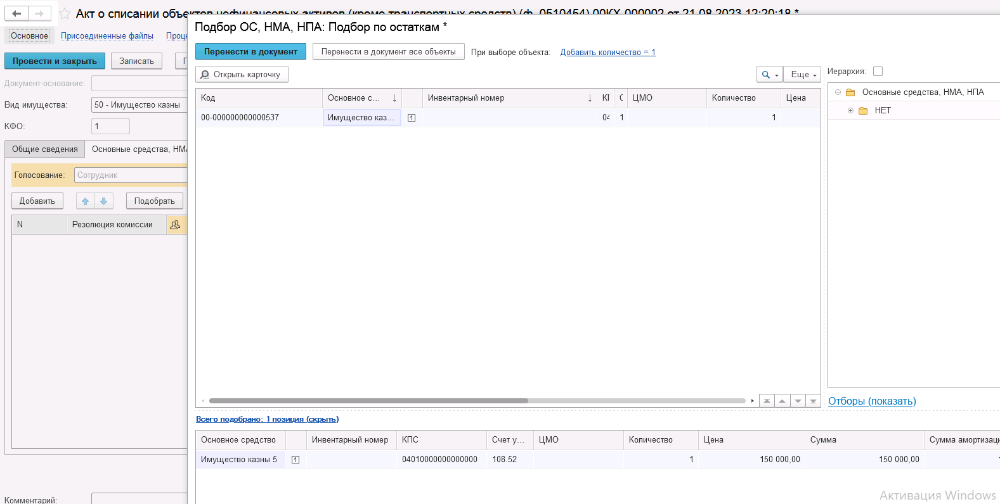 Акт о списании объектов нефинансовых активов (кроме транспортных средств) (ф. 0510454) 00КХ-000002 от 21.08.2023 12:20:18 *
Основное Присоединенные файлы Проце
Провести и закрыть Записать П
Документ-основание:
Вид имущества: 50 - Имущество казны
КФО: 1
Общие сведения Основные средства, НМА
Голосование: Сотрудник
Добавить Подобрать
N Резолюция комиссии
Комментарий:
Подбор ОС, НМА, НПА: Подбор по остаткам *
Перенести в документ Перенести в документ все объекты При выборе объекта: Добавить количество = 1
Открыть карточку Еще
Код Основное с... ↓ Инвентарный номер ↓ ЦМО Количество Цена
00-000000000000537 Имущество каз... 1 04 1 1
Иерархия:
Основные средства, НМА, НПА
НЕТ
Отборы (показать)
Всего подобрано: 1 позиция (скрыть)
Основное средство Инвентарный номер КПС Счет у... ЦМО Количество Цена Сумма Сумма амортизаци
Имущество казны 5 1 04010000000000000 108.52 1 150 000,00 150 000,00
Активация Windows